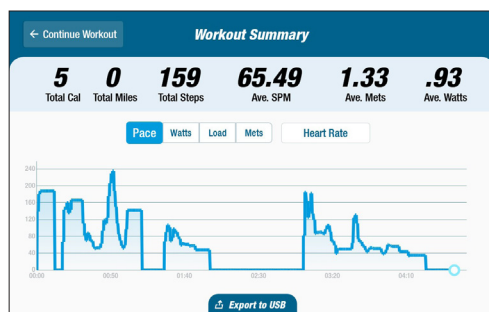 ← Continue Workout
Workout Summary
5 0 159 65.49 1.33 .93
Total Cal Total Miles Total Steps Ave. SPM Ave. Mets Ave. Watts
Pace Watts Load Mets Heart Rate
240
200
160
120
80
40
0
00:00 00:50 01:40 02:30 03:20 04:10
Export to USB